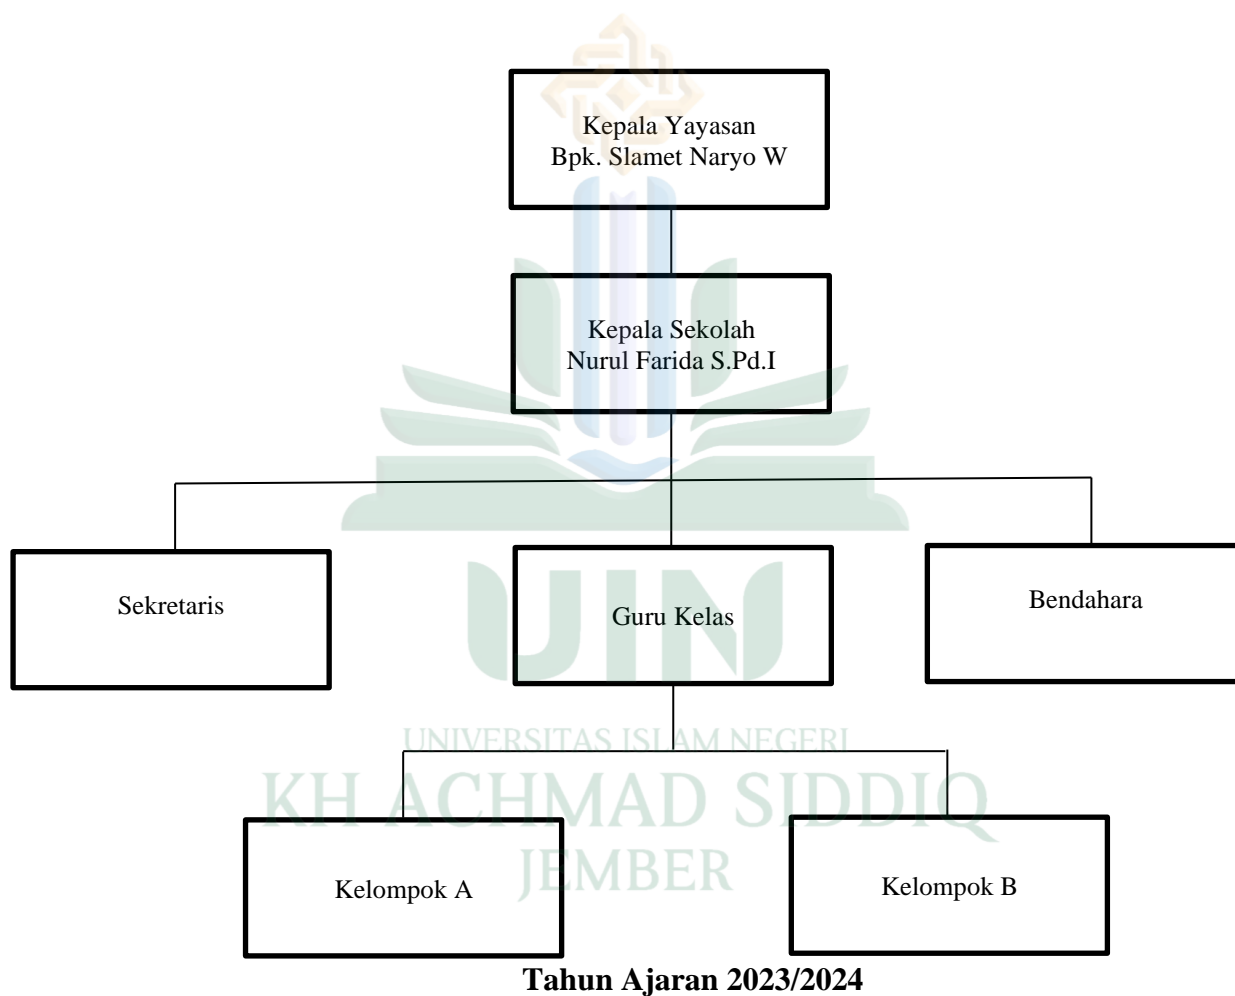 Kepala Yayasan
Bpk. Slamet Naryo W
Kepala Sekolah
Nurul Farida S.Pd.I
Sekretaris
Guru Kelas
Bendahara
UIN
UNIVERSITAS ISLAM NEGERI
KH ACHMAD SIDDIQ
JEMBER
Kelompok A
Kelompok B
Tahun Ajaran 2023/2024